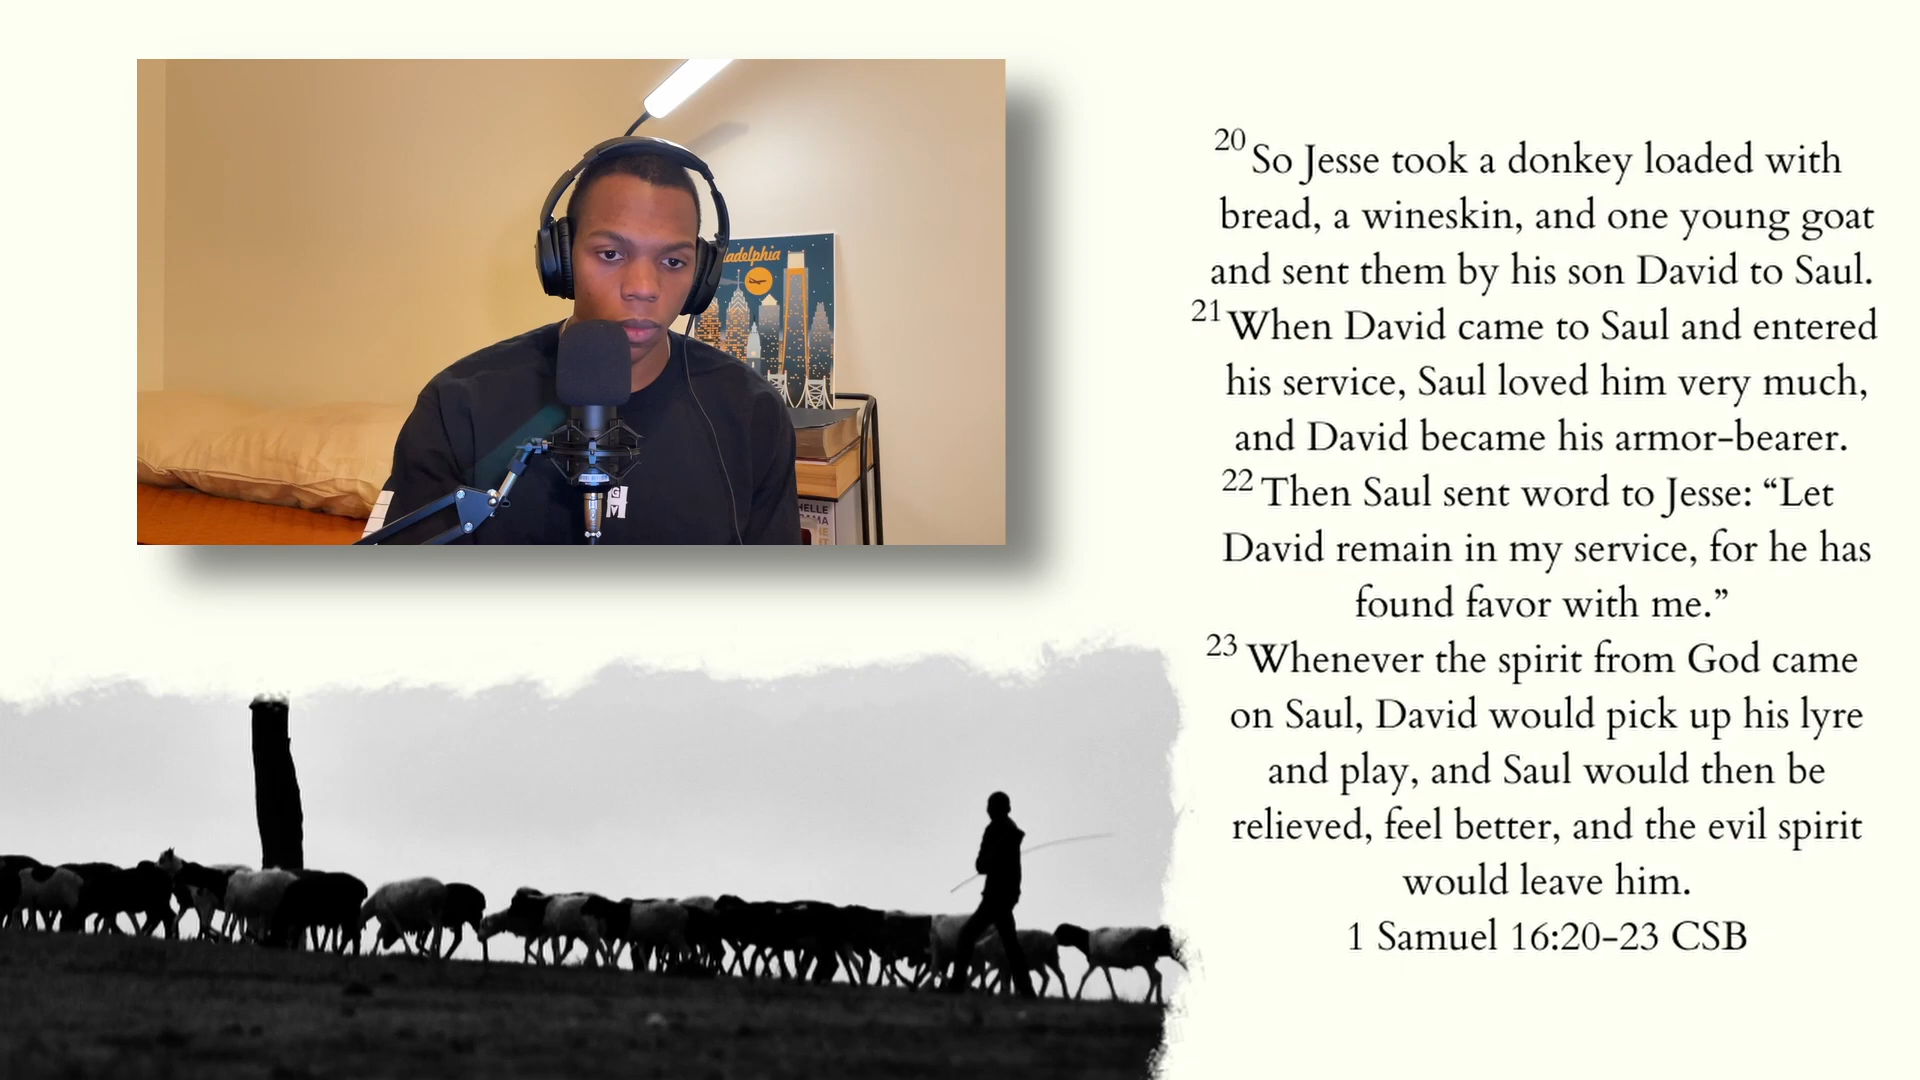 adelphia
G
M
HELLE
AMA
20 So Jesse took a donkey loaded with
bread, a wineskin, and one young goat
and sent them by his son David to Saul.
21 When David came to Saul and entered
his service, Saul loved him very much,
and David became his armor-bearer.
22 Then Saul sent word to Jesse: “Let
David remain in my service, for he has
found favor with me.”
23 Whenever the spirit from God came
on Saul, David would pick up his lyre
and play, and Saul would then be
relieved, feel better, and the evil spirit
would leave him.
1 Samuel 16:20-23 CSB